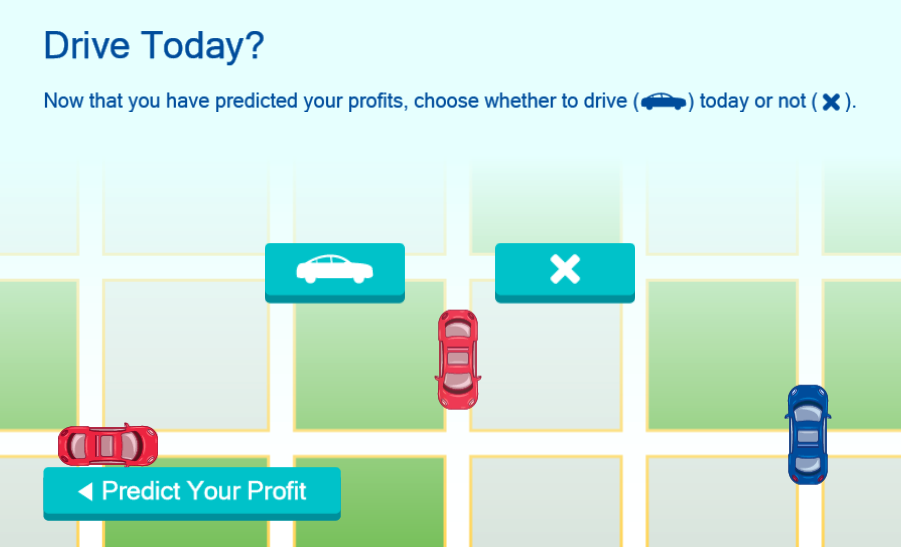 Drive Today?
Now that you have predicted your profits, choose whether to drive ( ) today or not ( ).
Predict Your Profit